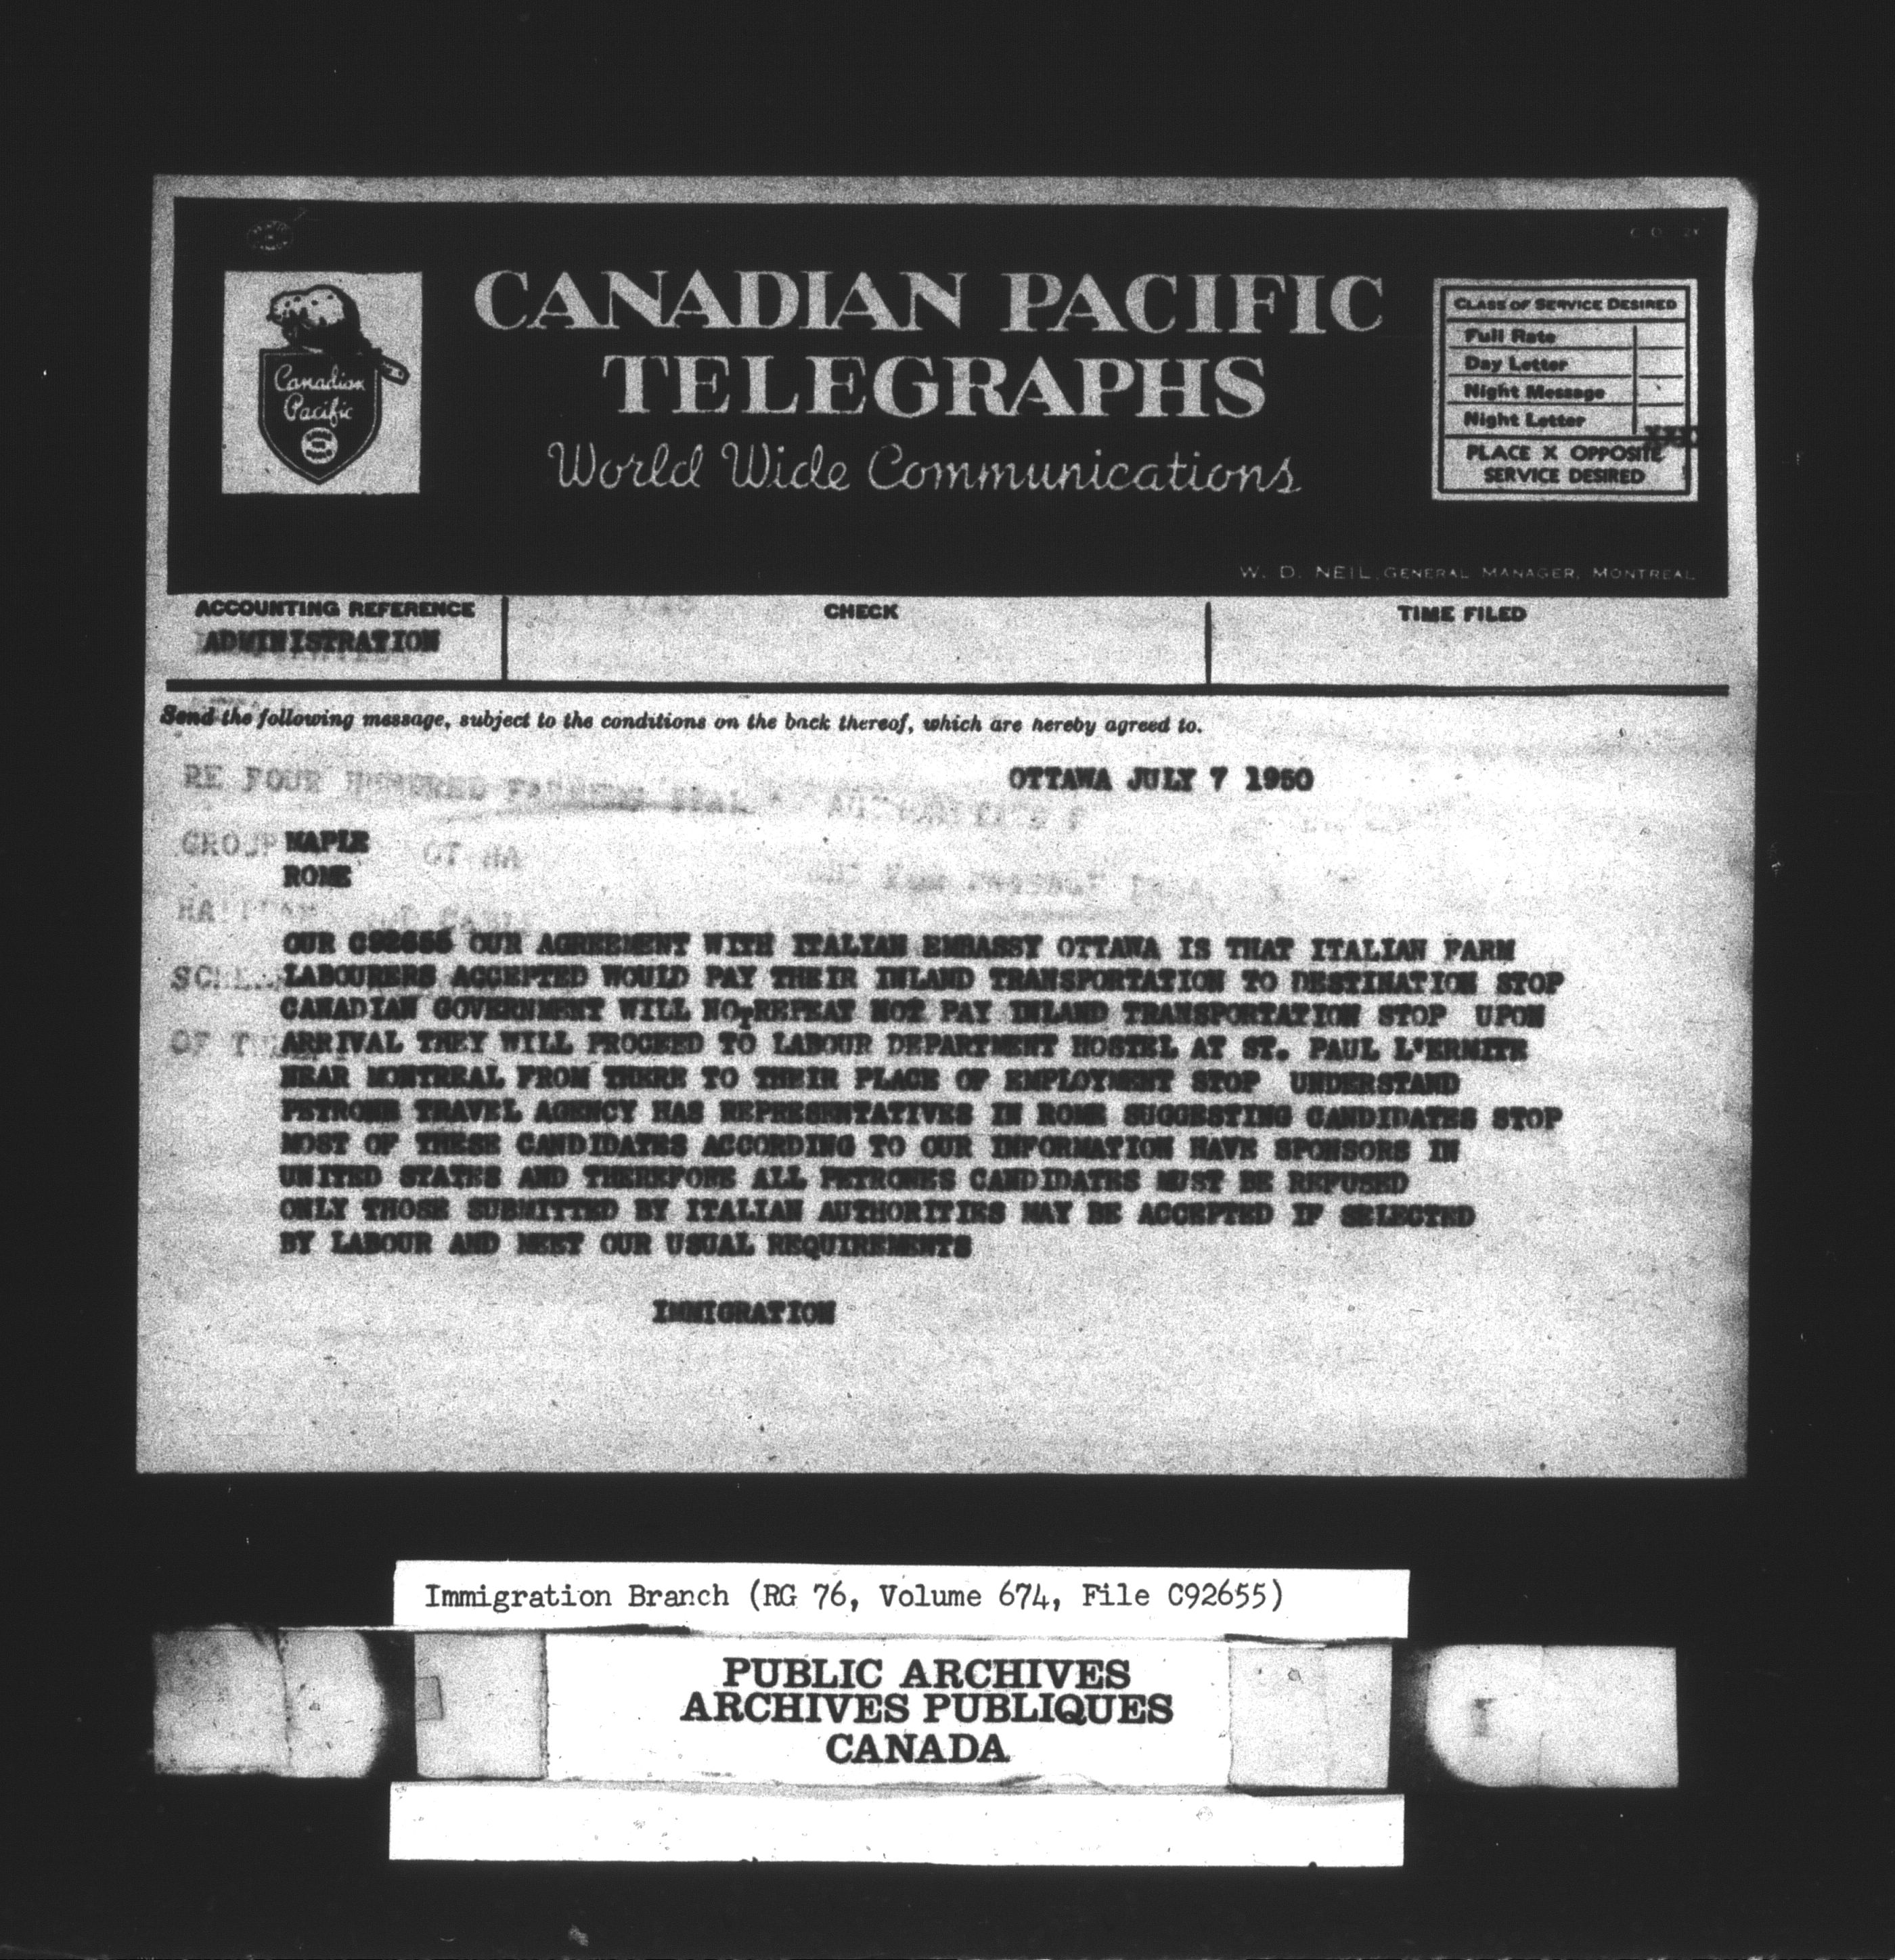 CANADIAN PACIFIC
TELEGRAPHS
World Wide Communications
Canadian
Pacific
CLASS OF SERVICE DESIRED
Full Rate
Day Letter
Night Message
Night Letter
XXX
PLACE X OPPOSITE
SERVICE DESIRED
W. D. NEIL, GENERAL MANAGER, MONTREAL
ACCOUNTING REFERENCE CHECK TIME FILED
ADMINISTRATION
Send the following message, subject to the conditions on the back thereof, which are hereby agreed to.
RE FOUR HUNDRED
OTTAWA JULY 7 1950
GROUP
MAPLE
ROME
OUR C92655 OUR AGREEMENT WITH ITALIAN EMBASSY OTTAWA IS THAT ITALIAN FARM
LABOURERS ACCEPTED WOULD PAY THEIR INLAND TRANSPORTATION TO DESTINATION STOP
CANADIAN GOVERNMENT WILL NOT REPEAT NOT PAY INLAND TRANSPORTATION STOP UPON
ARRIVAL THEY WILL PROCEED TO LABOUR DEPARTMENT HOSTEL AT ST. PAUL L'ERMITE
NEAR MONTREAL FROM THERE TO THEIR PLACE OF EMPLOYMENT STOP UNDERSTAND
PETRONE TRAVEL AGENCY HAS REPRESENTATIVES IN ROME SUGGESTING CANDIDATES STOP
MOST OF THESE CANDIDATES ACCORDING TO OUR INFORMATION HAVE SPONSORS IN
UNITED STATES AND THEREFORE ALL PETRONES CANDIDATES MUST BE REFUSED
ONLY THOSE SUBMITTED BY ITALIAN AUTHORITIES MAY BE ACCEPTED IF SELECTED
BY LABOUR AND MEET OUR USUAL REQUIREMENTS
IMMIGRATION
Immigration Branch (RG 76, Volume 674, File C92655)
PUBLIC ARCHIVES
ARCHIVES PUBLIQUES
CANADA